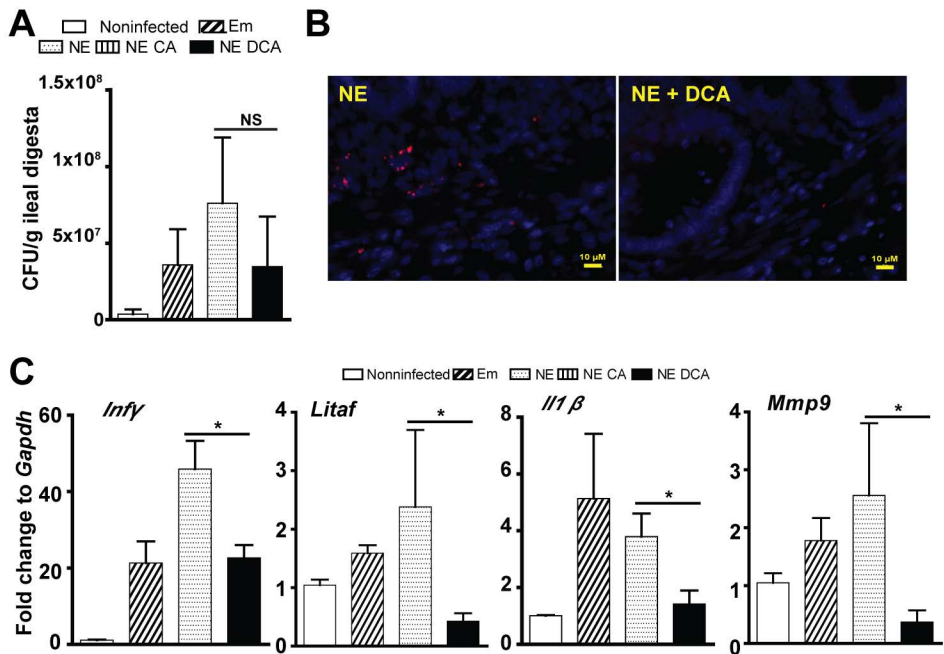 A
Noninfected Em
NE NE CA NE DCA
CFU/g ileal digesta
1.5x10⁸
1x10⁸
5x10⁷
0
NS
B
NE
10 µM
NE + DCA
10 µM
C
Nonninfected Em NE NE CA NE DCA
Fold change to Gapdh
Infγ
60
40
20
0
*
Litaf
4
3
2
1
0
*
Il1 β
8
6
4
2
0
*
Mmp9
4
3
2
1
0
*